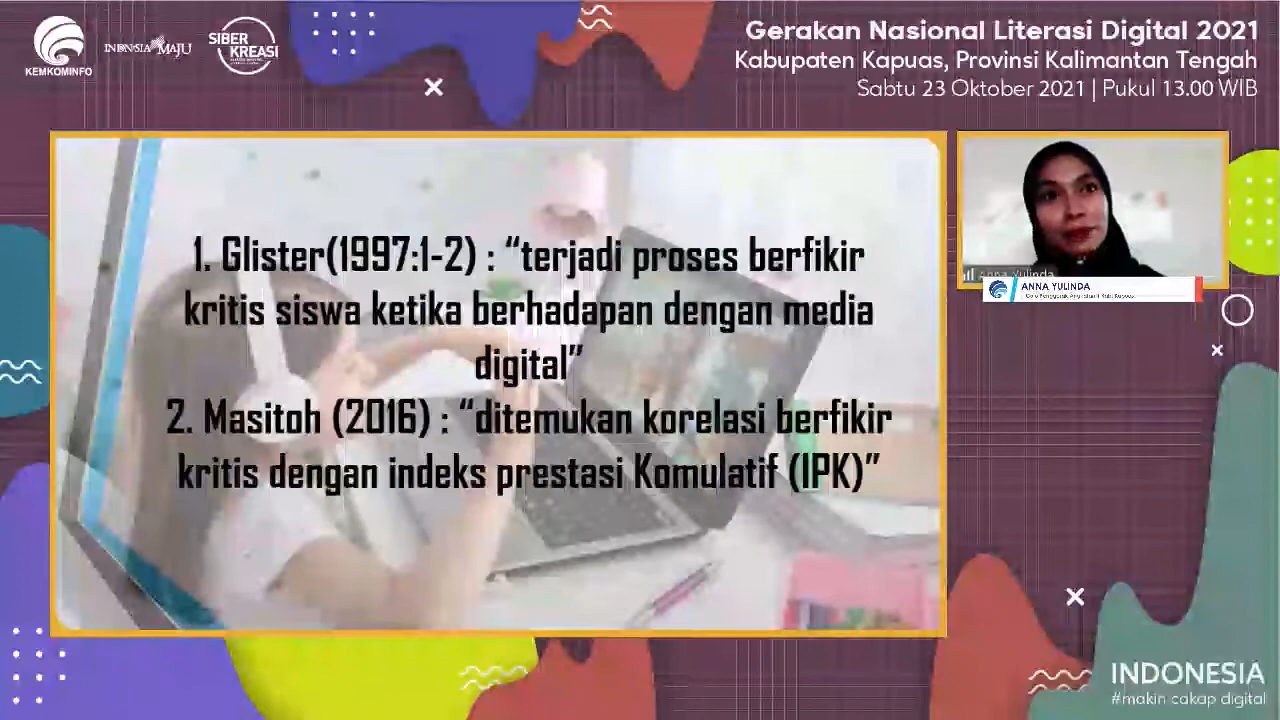 KEMKOMINFO
INDONESIA MAJU
SIBER
KREASI
Gerakan Nasional Literasi Digital 2021
Kabupaten Kapuas, Provinsi Kalimantan Tengah
Sabtu 23 Oktober 2021 | Pukul 13.00 WIB
1. Glister(1997:1-2) : “terjadi proses berfikir
kritis siswa ketika berhadapan dengan media
digital”
2. Masitoh (2016) : “ditemukan korelasi berfikir
kritis dengan indeks prestasi Komulatif (IPK)”
Anna Yulinda
ANNA YULINDA
INDONESIA
#makin cakap digital